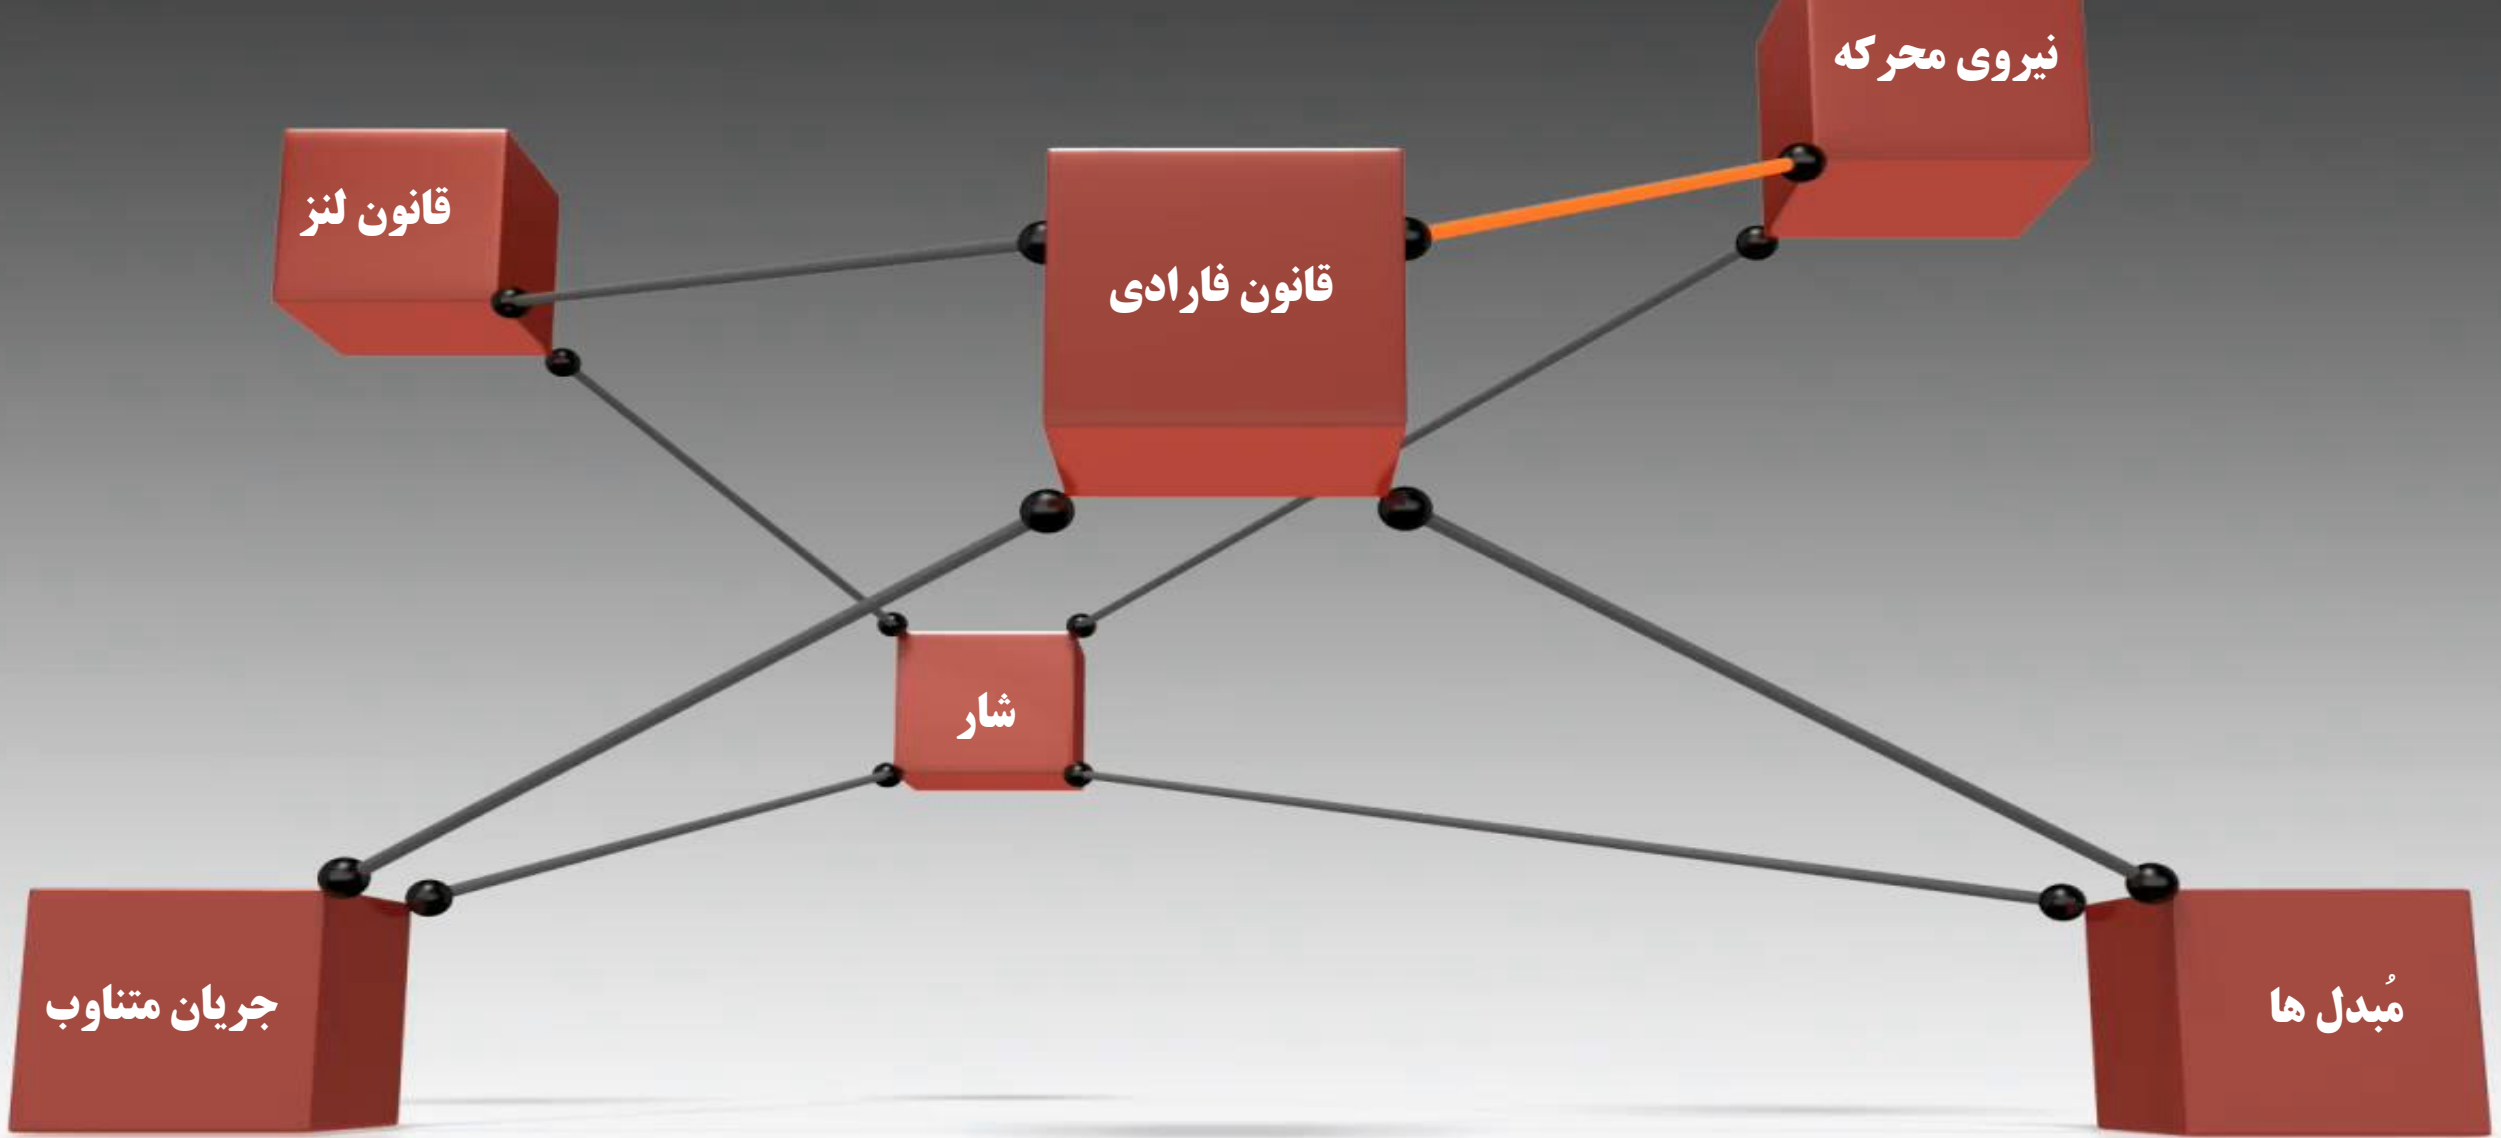 نیروی محرکه
قانون لنز
قانون فارادی
شار
جریان متناوب
مُبدل ها